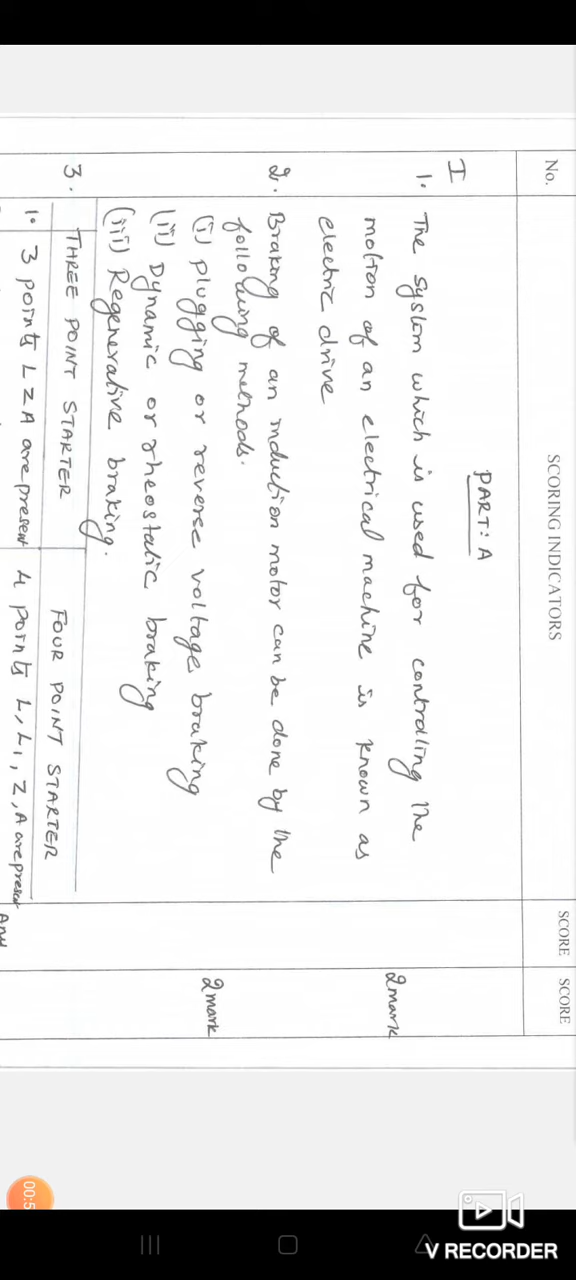 No.
SCORING INDICATORS
SCORE
SCORE
PART: A
I
1. The system which is used for controlling the
motion of an electrical machine is known as
electric drive
2mark
2. Braking of an induction motor can be done by the
following methods.
(i) plugging or reverse voltage braking
(ii) Dynamic or rheostatic braking
(iii) Regenerative braking.
2mark
3.
THREE POINT STARTER
FOUR POINT STARTER
1. 3 points L Z A are present
4 points L, L1, Z, A are present
Any
00:5
V RECORDER